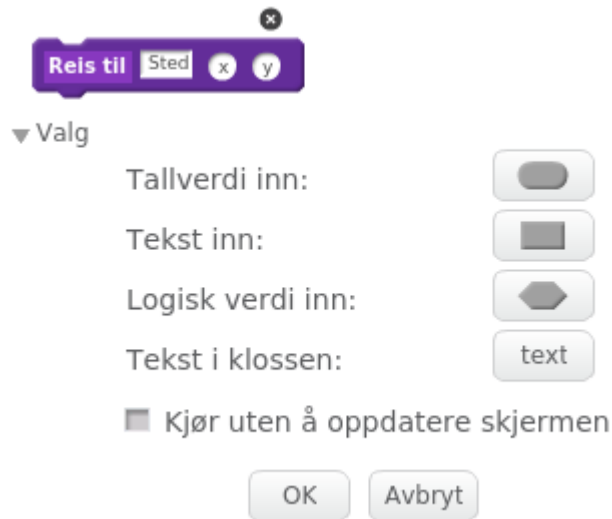 Reis til Sted x y
Valg
Tallverdi inn:
Tekst inn:
Logisk verdi inn:
Tekst i klossen: text
Kjør uten å oppdatere skjermen
OK Avbryt